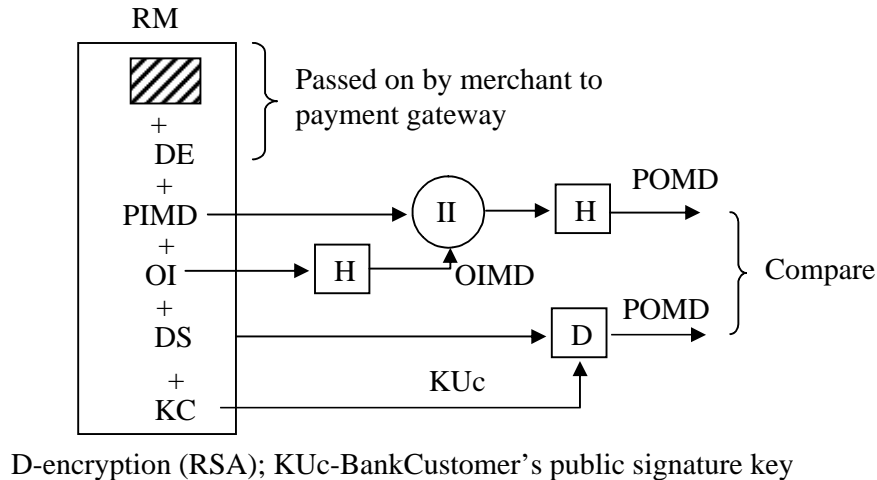 RM
Passed on by merchant to
payment gateway
+
DE
+
PIMD
II
H
POMD
+
OI
H
OIMD
Compare
+
DS
D
POMD
+
KC
KUc
D-encryption (RSA); KUc-BankCustomer’s public signature key